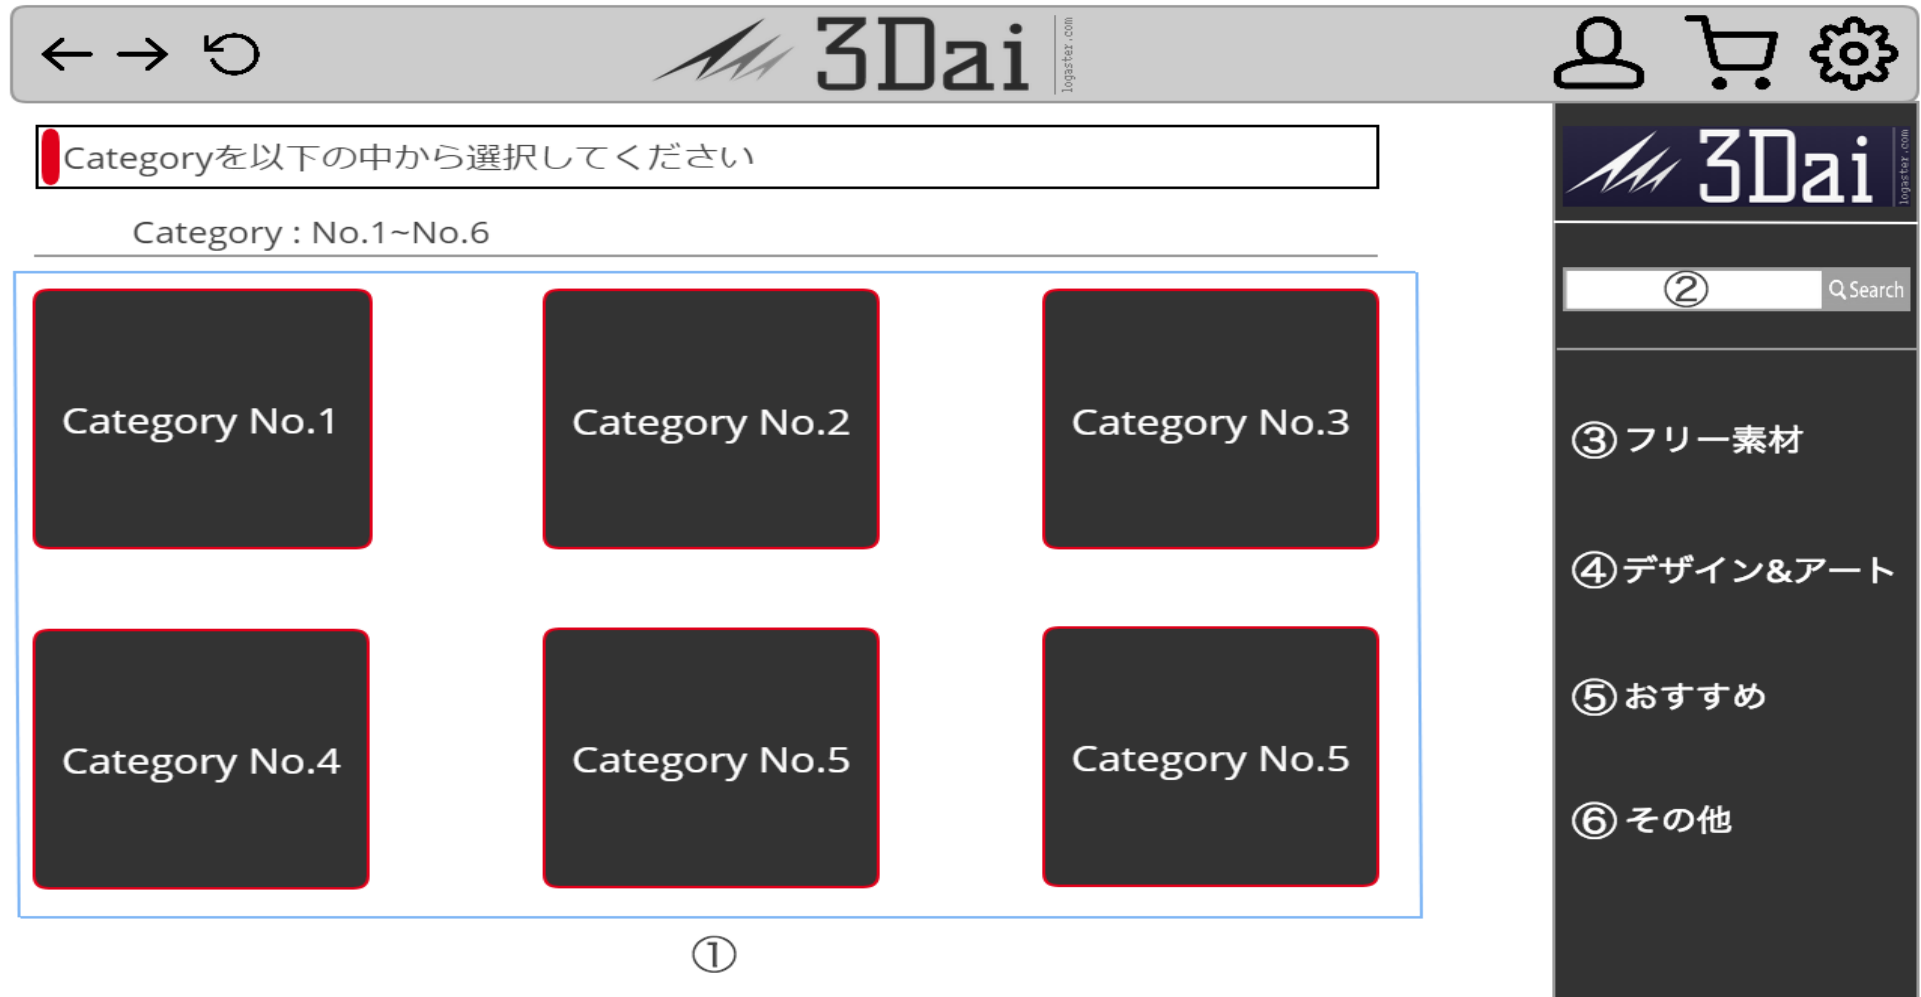 3Dai
logaster.com
Categoryを以下の中から選択してください
Category : No.1~No.6
Category No.1
Category No.2
Category No.3
Category No.4
Category No.5
Category No.5
①
3Dai
logaster.com
②
Search
③フリー素材
④デザイン&アート
⑤おすすめ
⑥その他